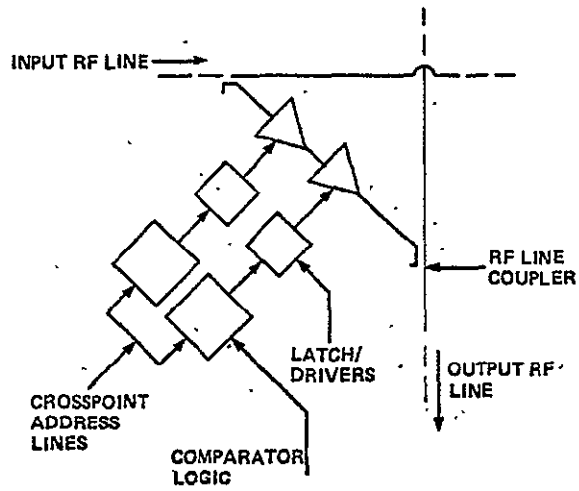 INPUT RF LINE
RF LINE
COUPLER
LATCH/
DRIVERS
OUTPUT RF
LINE
CROSSPOINT
ADDRESS
LINES
COMPARATOR
LOGIC